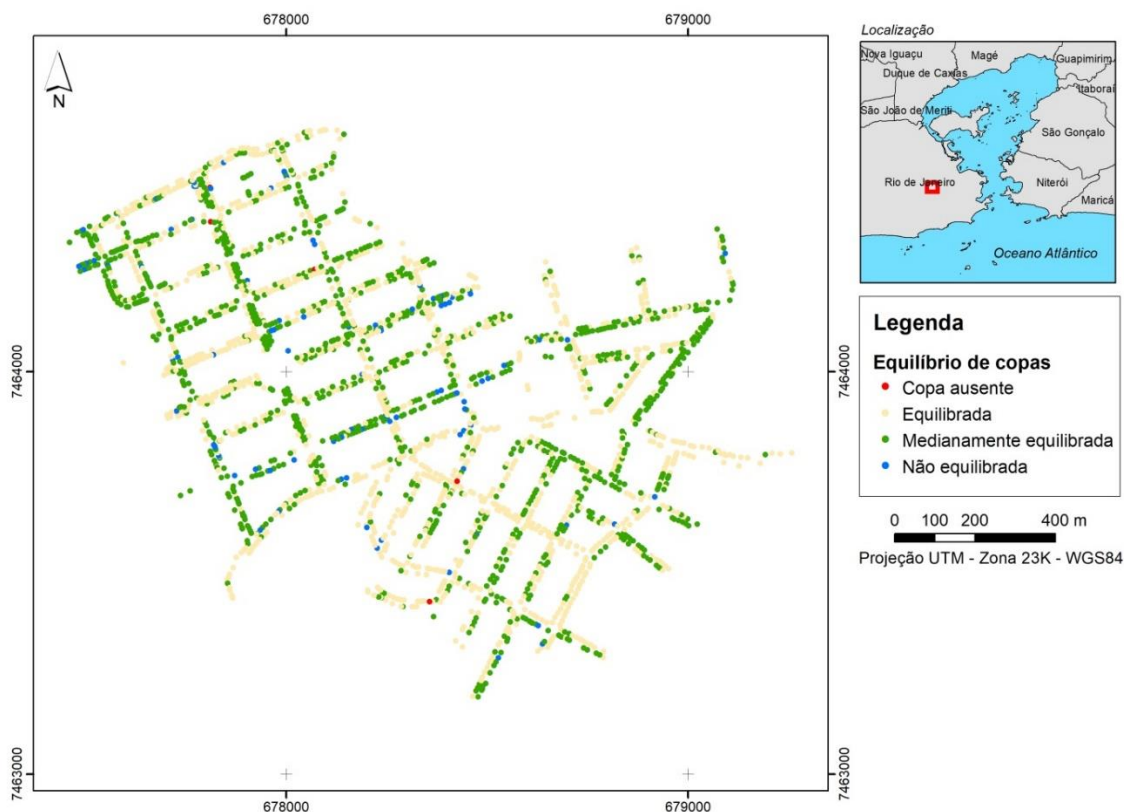 678000
679000
N
7464000
7464000
7463000
7463000
678000
679000
Localização
Nova Iguaçu
Magé
Guapimirim
Duque de Caxias
Itaboraí
São João de Meriti
São Gonçalo
Rio de Janeiro
Niterói
Maricá
Oceano Atlântico
Legenda
Equilíbrio de copas
Copa ausente
Equilibrada
Medianamente equilibrada
Não equilibrada
0 100 200 400 m
Projeção UTM - Zona 23K - WGS84